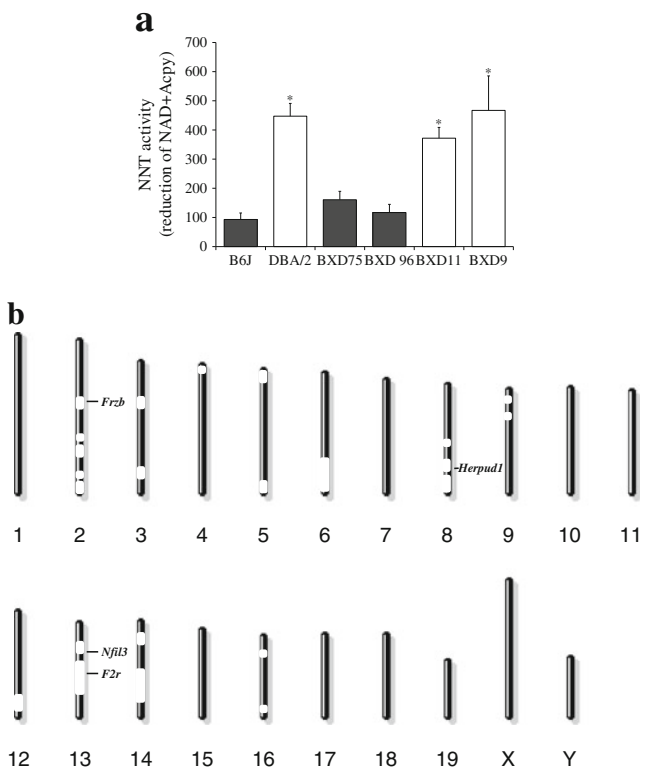 a
NNT activity
(reduction of NAD+Acpy)
700
600
500
400
300
200
100
0
*
*
*
B6J DBA/2 BXD75 BXD 96 BXD11 BXD9
b
Frzb
Herpud1
1 2 3 4 5 6 7 8 9 10 11
Nfil3
F2r
12 13 14 15 16 17 18 19 X Y